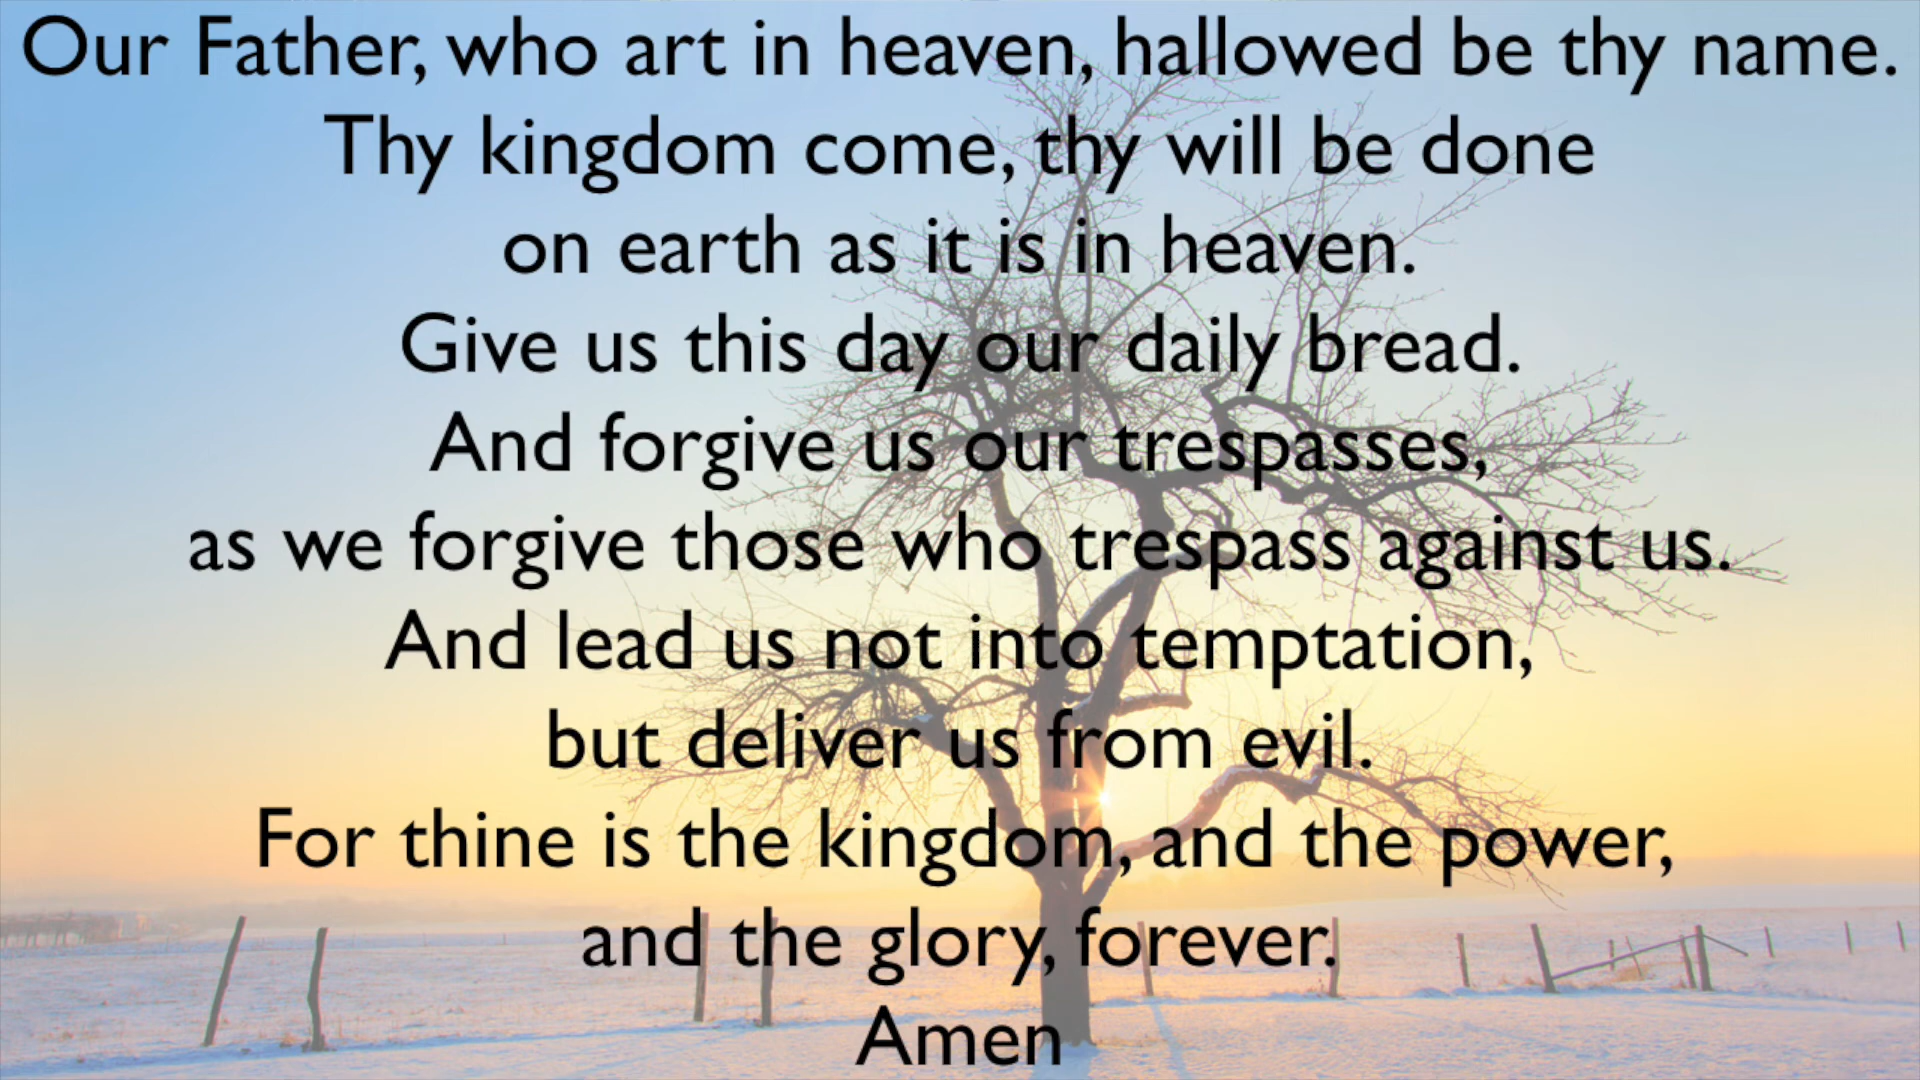 Our Father, who art in heaven, hallowed be thy name.
Thy kingdom come, thy will be done
on earth as it is in heaven.
Give us this day our daily bread.
And forgive us our trespasses,
as we forgive those who trespass against us.
And lead us not into temptation,
but deliver us from evil.
For thine is the kingdom, and the power,
and the glory, forever.
Amen